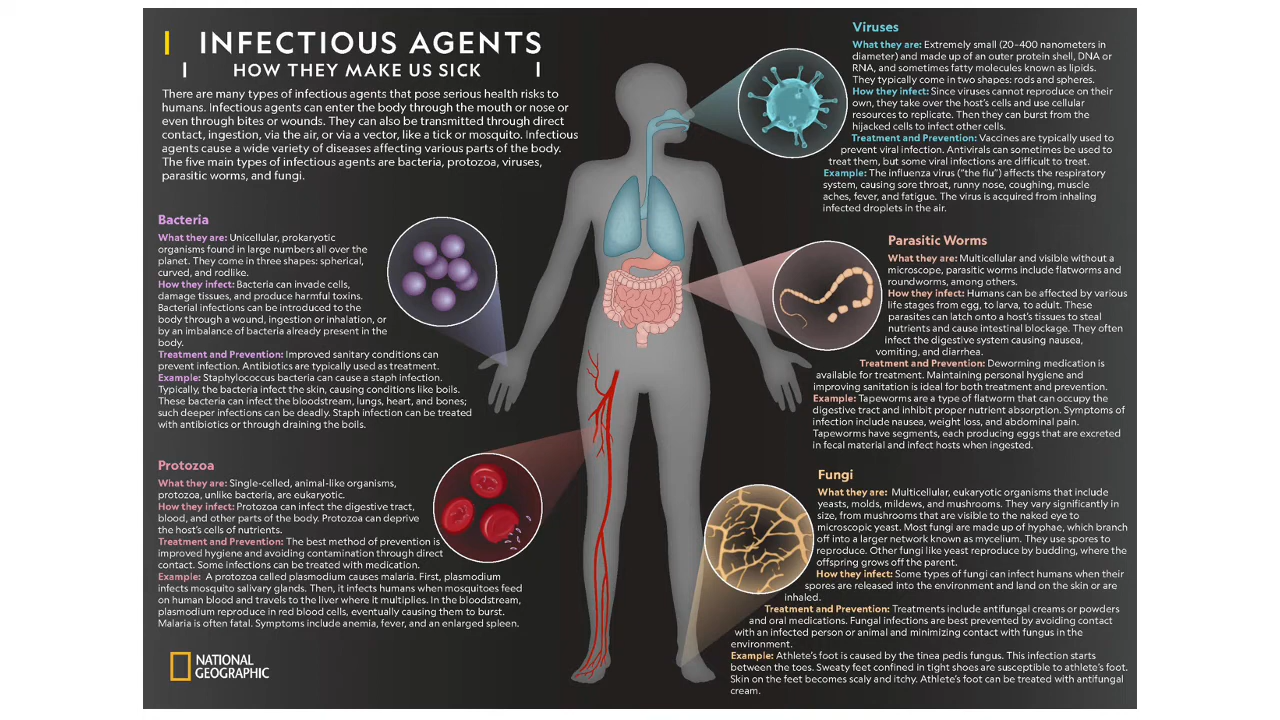 INFECTIOUS AGENTS
HOW THEY MAKE US SICK
There are many types of infectious agents that pose serious health risks to
humans. Infectious agents can enter the body through the mouth or nose or
even through bites or wounds. They can also be transmitted through direct
contact, ingestion, via the air, or via a vector, like a tick or mosquito. Infectious
agents cause a wide variety of diseases affecting various parts of the body.
The five main types of infectious agents are bacteria, protozoa, viruses,
parasitic worms, and fungi.
Bacteria
What they are: Unicellular, prokaryotic
organisms found in large numbers all over the
planet. They come in three shapes: spherical,
curved, and rodlike.
How they infect: Bacteria can invade cells,
damage tissues, and produce harmful toxins.
Bacterial infections can be introduced to the
body through a wound, ingestion or inhalation, or
by an imbalance of bacteria already present in the
body.
Treatment and Prevention: Improved sanitary conditions can
prevent infection. Antibiotics are typically used as treatment.
Example: Staphylococcus bacteria can cause a staph infection.
Typically, the bacteria infect the skin, causing conditions like boils.
These bacteria can infect the bloodstream, lungs, heart, and bones;
such deeper infections can be deadly. Staph infection can be treated
with antibiotics or through draining the boils.
Protozoa
What they are: Single-celled, animal-like organisms,
protozoa, unlike bacteria, are eukaryotic.
How they infect: Protozoa can infect the digestive tract,
blood, and other parts of the body. Protozoa can deprive
the host's cells of nutrients.
Treatment and Prevention: The best method of prevention is
improved hygiene and avoiding contamination through direct
contact. Some infections can be treated with medication.
Example: A protozoa called plasmodium causes malaria. First, plasmodium
infects mosquito salivary glands. Then, it infects humans when mosquitoes feed
on human blood and travels to the liver where it multiplies. In the bloodstream,
plasmodium reproduce in red blood cells, eventually causing them to burst.
Malaria is often fatal. Symptoms include anemia, fever, and an enlarged spleen.
NATIONAL
GEOGRAPHIC
Viruses
What they are: Extremely small (20–400 nanometers in
diameter) and made up of an outer protein shell, DNA or
RNA, and sometimes fatty molecules known as lipids.
They typically come in two shapes: rods and spheres.
How they infect: Since viruses cannot reproduce on their
own, they take over the host's cells and use cellular
resources to replicate. Then they can burst from the
hijacked cells to infect other cells.
Treatment and Prevention: Vaccines are typically used to
prevent viral infection. Antivirals can sometimes be used to
treat them, but some viral infections are difficult to treat.
Example: The influenza virus ("the flu") affects the respiratory
system, causing sore throat, runny nose, coughing, muscle
aches, fever, and fatigue. The virus is acquired from inhaling
infected droplets in the air.
Parasitic Worms
What they are: Multicellular and visible without a
microscope, parasitic worms include flatworms and
roundworms, among others.
How they infect: Humans can be affected by various
life stages from egg, to larva, to adult. These
parasites can latch onto a host's tissues to steal
nutrients and cause intestinal blockage. They often
infect the digestive system causing nausea,
vomiting, and diarrhea.
Treatment and Prevention: Deworming medication is
available for treatment. Maintaining personal hygiene and
improving sanitation is ideal for both treatment and prevention.
Example: Tapeworms are a type of flatworm that can occupy the
digestive tract and inhibit proper nutrient absorption. Symptoms of
infection include nausea, weight loss, and abdominal pain.
Tapeworms have segments, each producing eggs that are excreted
in fecal material and infect hosts when ingested.
Fungi
What they are: Multicellular, eukaryotic organisms that include
yeasts, molds, mildews, and mushrooms. They vary significantly in
size, from mushrooms that are visible to the naked eye to
microscopic yeast. Most fungi are made up of hyphae, which branch
off into a larger network known as mycelium. They use spores to
reproduce. Other fungi like yeast reproduce by budding, where the
offspring grows off the parent.
How they infect: Some types of fungi can infect humans when their
spores are released into the environment and land on the skin or are
inhaled.
Treatment and Prevention: Treatments include antifungal creams or powders
and oral medications. Fungal infections are best prevented by avoiding contact
with an infected person or animal and minimizing contact with fungus in the
environment.
Example: Athlete's foot is caused by the tinea pedis fungus. This infection starts
between the toes. Sweaty feet confined in tight shoes are susceptible to athlete's foot.
Skin on the feet becomes scaly and itchy. Athlete's foot can be treated with antifungal
cream.